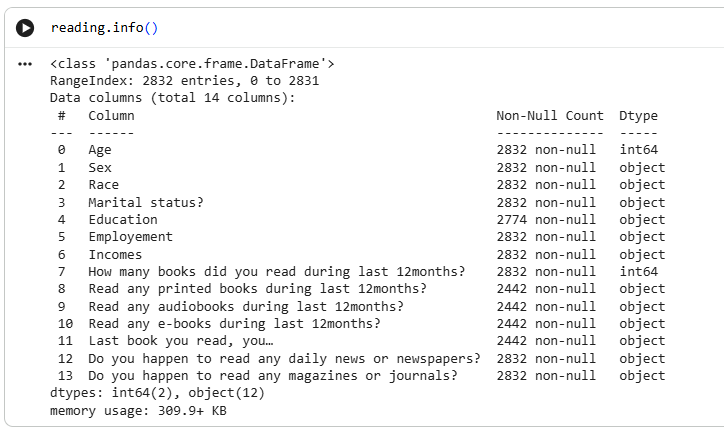 reading.info()
<class 'pandas.core.frame.DataFrame'>
RangeIndex: 2832 entries, 0 to 2831
Data columns (total 14 columns):
 #   Column                                             Non-Null Count  Dtype
---  ------                                             --------------  -----
 0   Age                                                2832 non-null   int64
 1   Sex                                                2832 non-null   object
 2   Race                                               2832 non-null   object
 3   Marital status?                                    2832 non-null   object
 4   Education                                          2774 non-null   object
 5   Employement                                        2832 non-null   object
 6   Incomes                                            2832 non-null   object
 7   How many books did you read during last 12months?  2832 non-null   int64
 8   Read any printed books during last 12months?       2442 non-null   object
 9   Read any audiobooks during last 12months?          2442 non-null   object
 10  Read any e-books during last 12months?             2442 non-null   object
 11  Last book you read, you…                           2442 non-null   object
 12  Do you happen to read any daily news or newspapers?  2832 non-null   object
 13  Do you happen to read any magazines or journals?   2832 non-null   object
dtypes: int64(2), object(12)
memory usage: 309.9+ KB